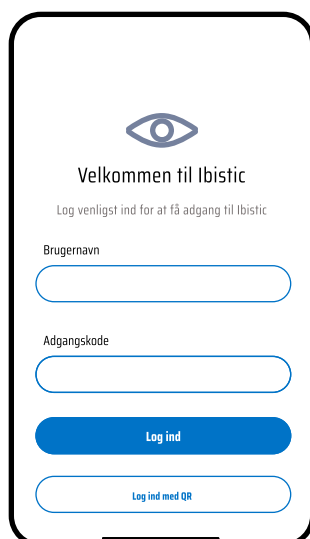 Velkommen til Ibistic
Log venligst ind for at få adgang til Ibistic
Brugernavn
Adgangskode
Log ind
Log ind med QR